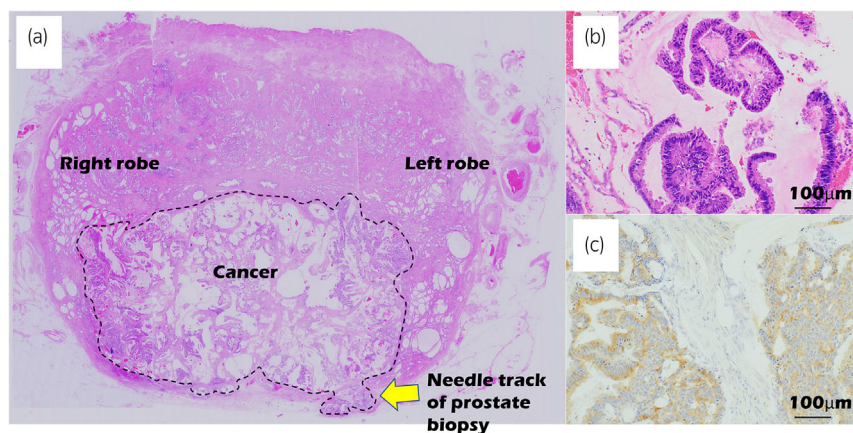 (a)
Right robe
Left robe
Cancer
Needle track
of prostate
biopsy
(b)
100μm
(c)
100μm